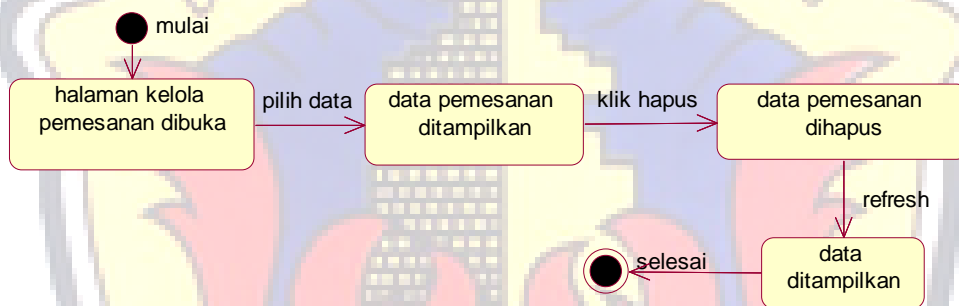 mulai
halaman kelola
pemesanan dibuka
pilih data
data pemesanan
ditampilkan
klik hapus
data pemesanan
dihapus
refresh
data
ditampilkan
selesai